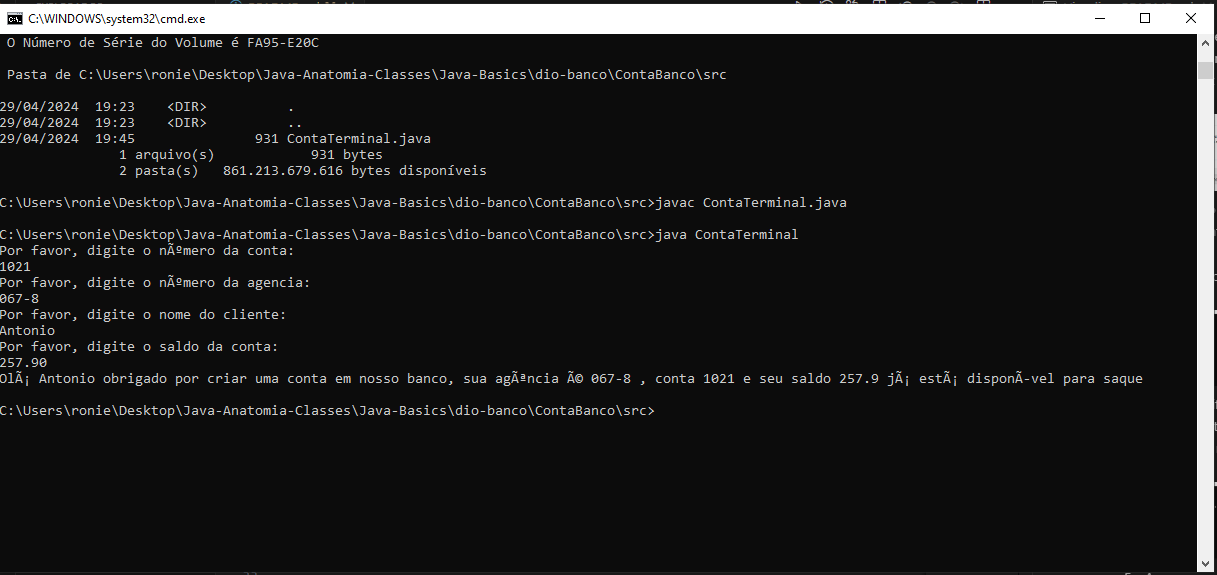 C:\WINDOWS\system32\cmd.exe
O Número de Série do Volume é FA95-E20C
Pasta de C:\Users\ronie\Desktop\Java-Anatomia-Classes\Java-Basics\dio-banco\ContaBanco\src
29/04/2024  19:23    <DIR>          .
29/04/2024  19:23    <DIR>          ..
29/04/2024  19:45               931 ContaTerminal.java
1 arquivo(s)            931 bytes
2 pasta(s)   861.213.679.616 bytes disponíveis
C:\Users\ronie\Desktop\Java-Anatomia-Classes\Java-Basics\dio-banco\ContaBanco\src>javac ContaTerminal.java
C:\Users\ronie\Desktop\Java-Anatomia-Classes\Java-Basics\dio-banco\ContaBanco\src>java ContaTerminal
Por favor, digite o nÃºmero da conta:
1021
Por favor, digite o nÃºmero da agencia:
067-8
Por favor, digite o nome do cliente:
Antonio
Por favor, digite o saldo da conta:
257.90
OlÃ¡ Antonio obrigado por criar uma conta em nosso banco, sua agÃªncia Ã© 067-8 , conta 1021 e seu saldo 257.9 jÃ¡ estÃ¡ disponÃ-vel para saque
C:\Users\ronie\Desktop\Java-Anatomia-Classes\Java-Basics\dio-banco\ContaBanco\src>